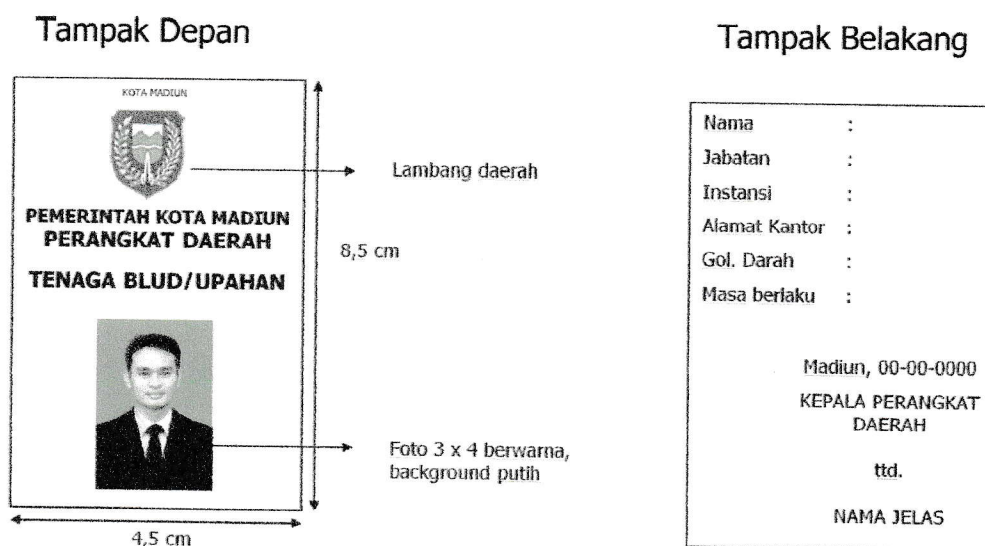 Tampak Depan
KOTA MADIUN
PEMERINTAH KOTA MADIUN
PERANGKAT DAERAH
TENAGA BLUD/UPAHAN
Lambang daerah
8,5 cm
Foto 3 x 4 berwarna,
background putih
4,5 cm
Tampak Belakang
Nama :
Jabatan :
Instansi :
Alamat Kantor :
Gol. Darah :
Masa berlaku :
Madiun, 00-00-0000
KEPALA PERANGKAT
DAERAH
ttd.
NAMA JELAS